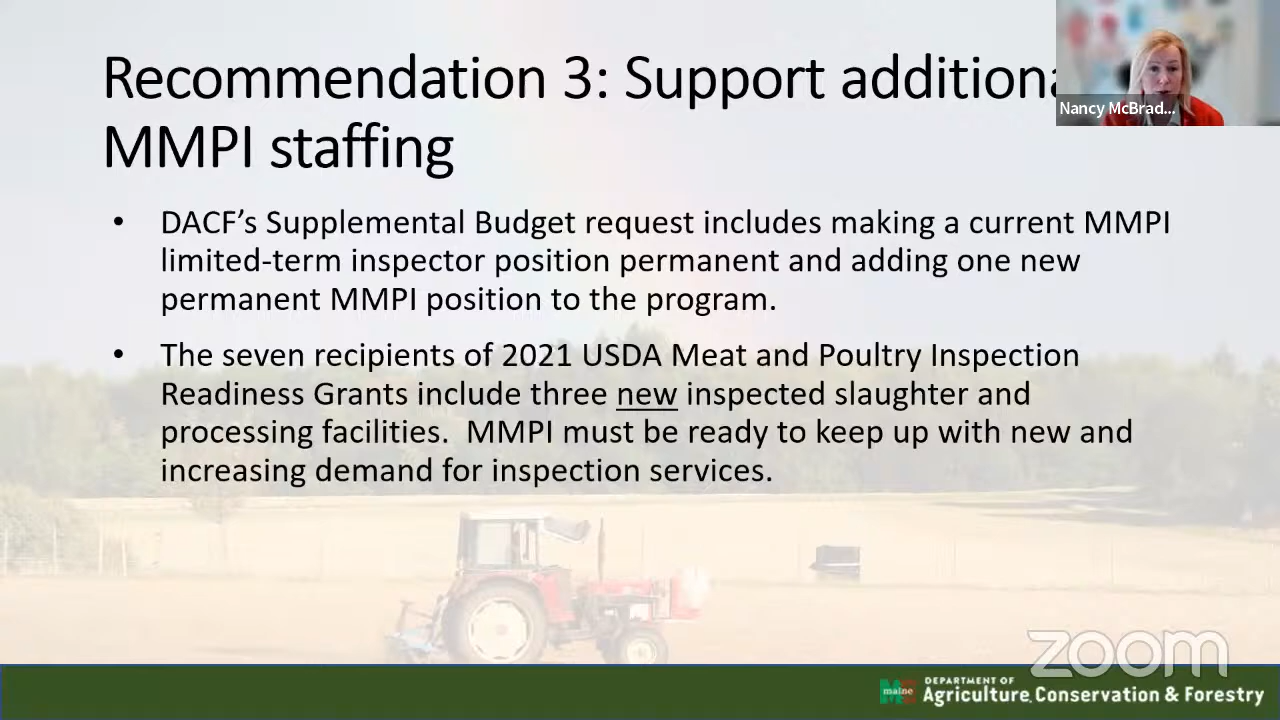 Recommendation 3: Support additiona
MMPI staffing
Nancy McBrad...
• DACF’s Supplemental Budget request includes making a current MMPI
limited-term inspector position permanent and adding one new
permanent MMPI position to the program.
• The seven recipients of 2021 USDA Meat and Poultry Inspection
Readiness Grants include three new inspected slaughter and
processing facilities.  MMPI must be ready to keep up with new and
increasing demand for inspection services.
zoom
maine
DEPARTMENT OF
Agriculture, Conservation & Forestry